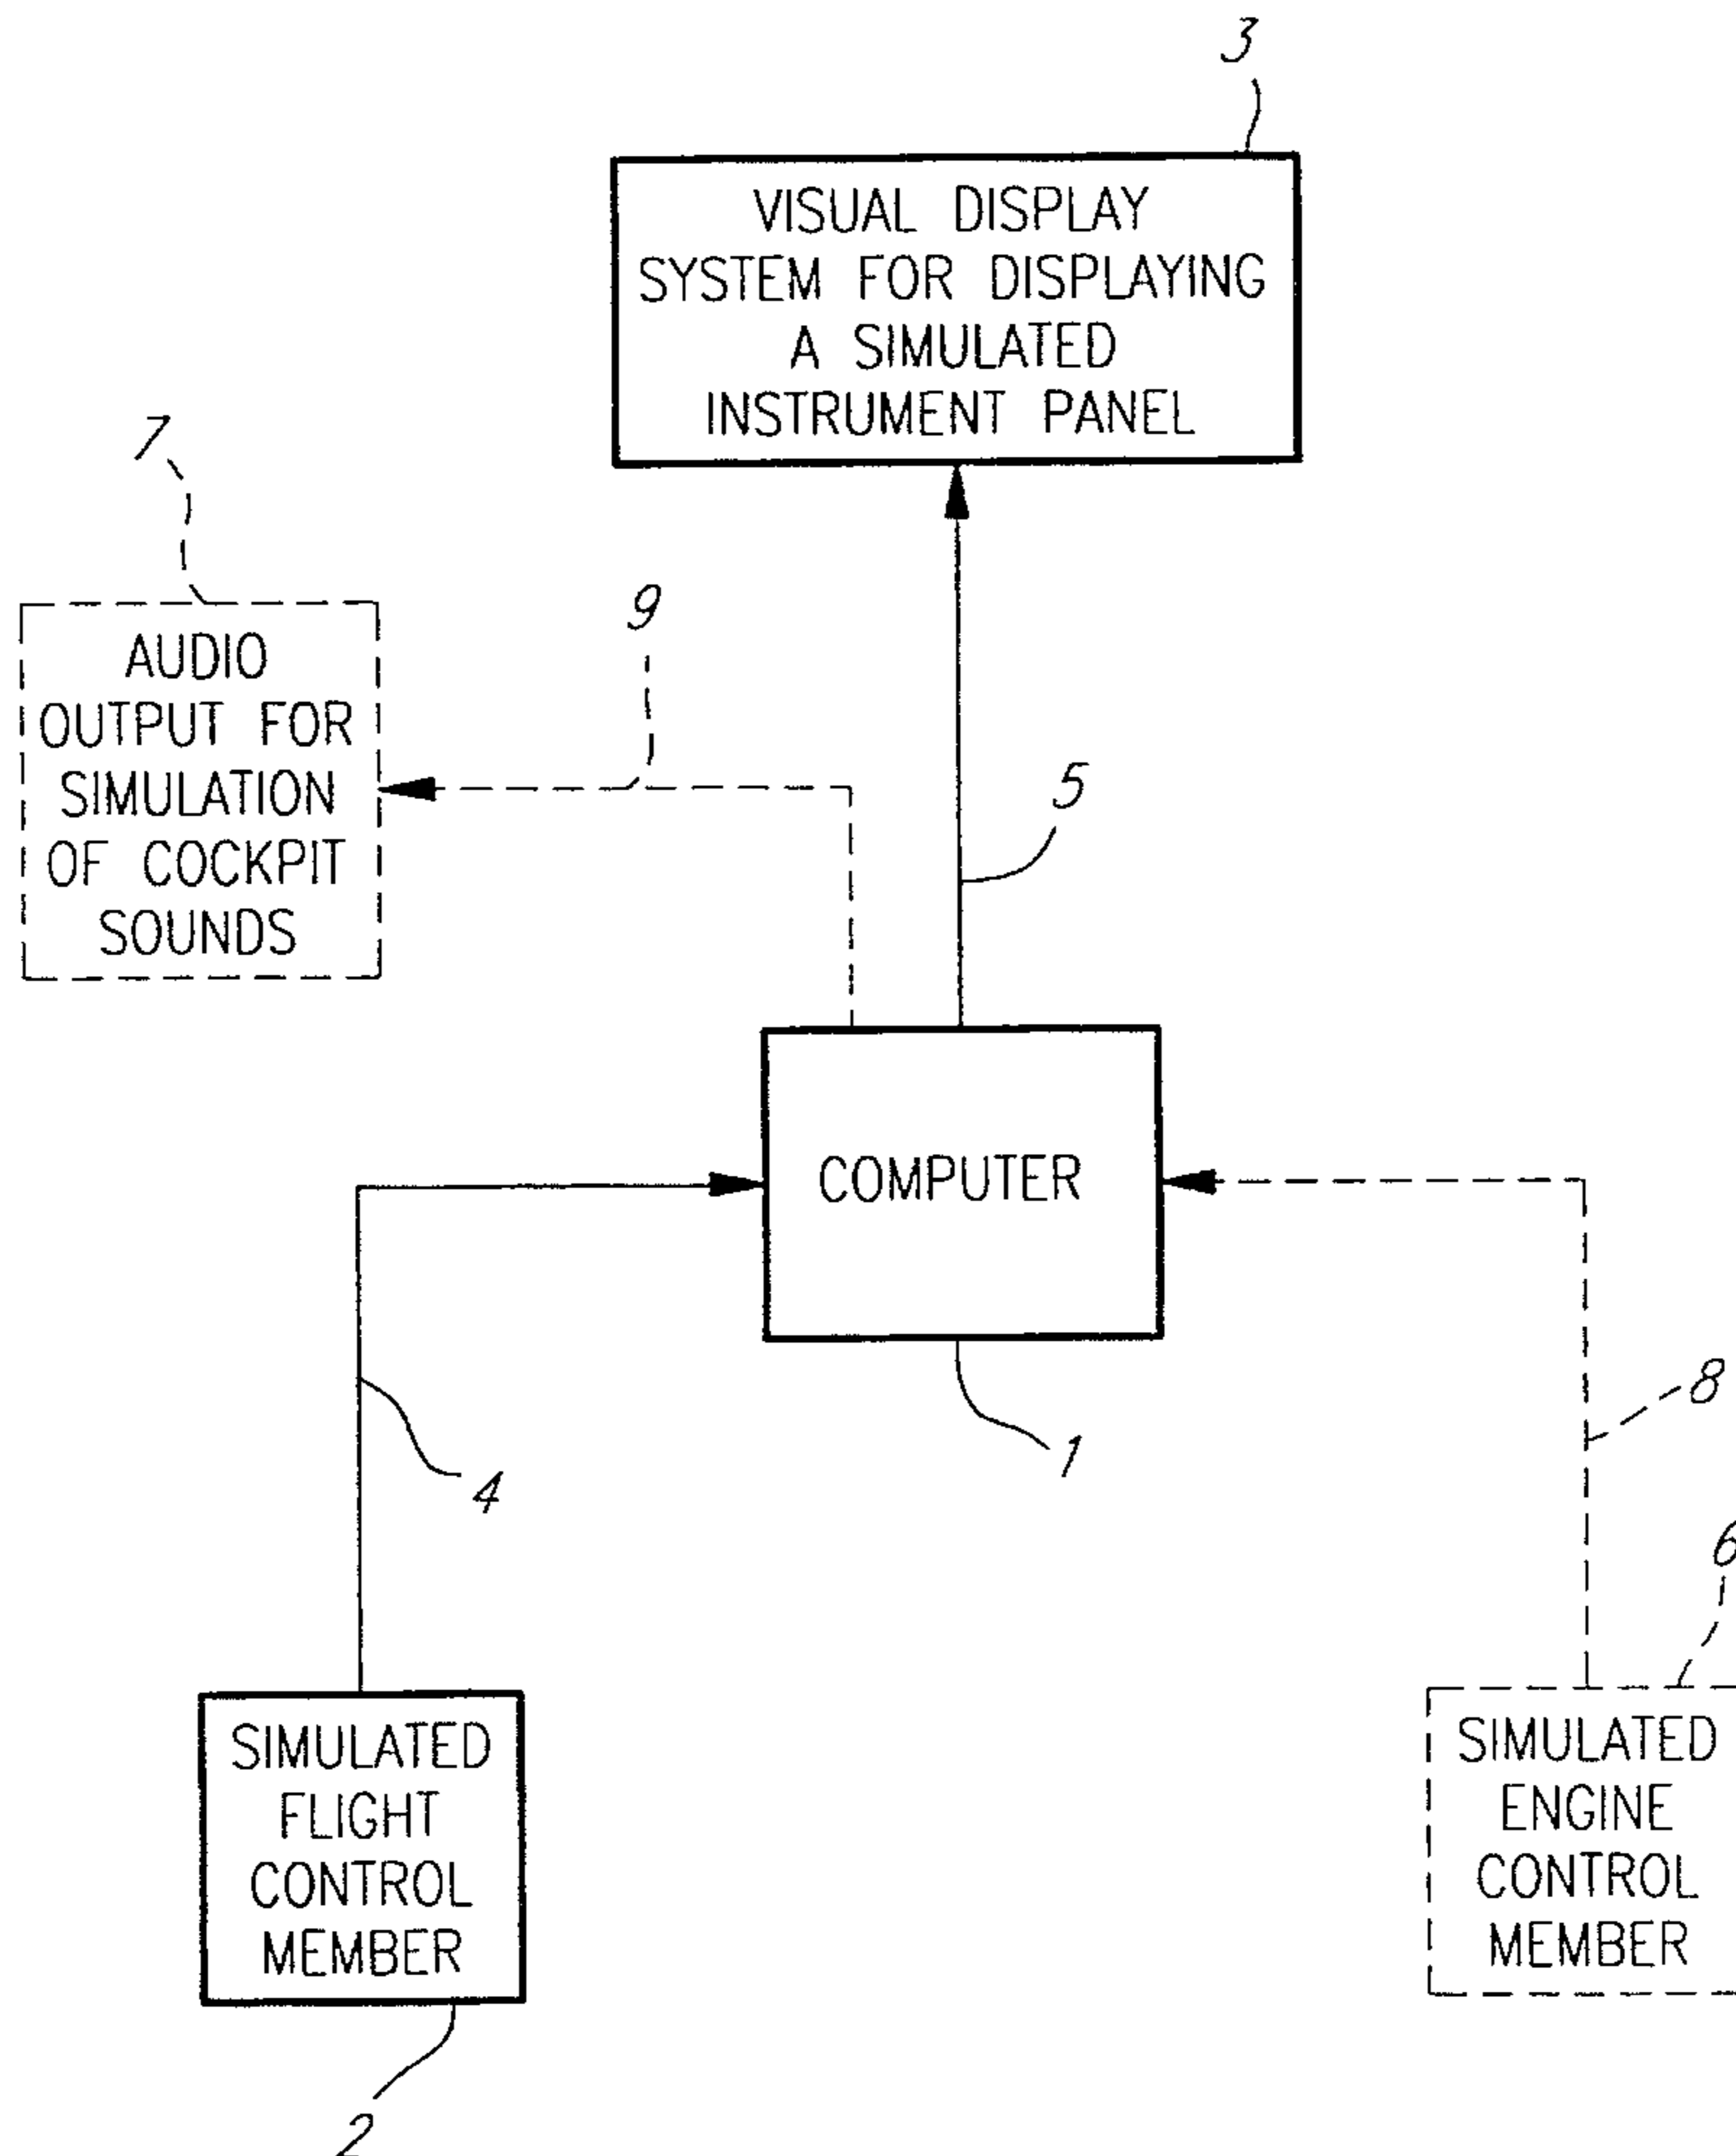 3
VISUAL DISPLAY
SYSTEM FOR DISPLAYING
A SIMULATED
INSTRUMENT PANEL
7
AUDIO
OUTPUT FOR
SIMULATION
OF COCKPIT
SOUNDS
9
5
COMPUTER
1
4
8
6
SIMULATED
FLIGHT
CONTROL
MEMBER
2
SIMULATED
ENGINE
CONTROL
MEMBER